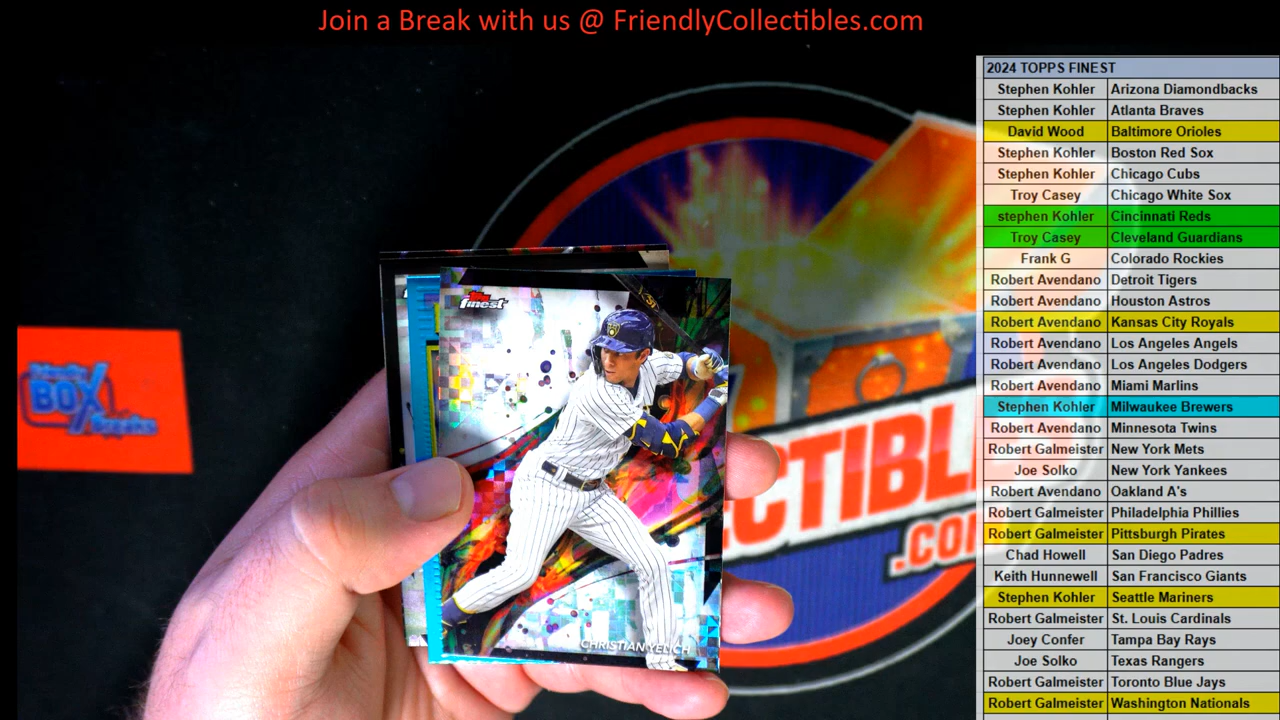 Join a Break with us @ FriendlyCollectibles.com
2024 TOPPS FINEST
Stephen Kohler Arizona Diamondbacks
Stephen Kohler Atlanta Braves
David Wood Baltimore Orioles
Stephen Kohler Boston Red Sox
Stephen Kohler Chicago Cubs
Troy Casey Chicago White Sox
stephen Kohler Cincinnati Reds
Troy Casey Cleveland Guardians
Frank G Colorado Rockies
Robert Avendano Detroit Tigers
Robert Avendano Houston Astros
Robert Avendano Kansas City Royals
Robert Avendano Los Angeles Angels
Robert Avendano Los Angeles Dodgers
Robert Avendano Miami Marlins
Stephen Kohler Milwaukee Brewers
Robert Avendano Minnesota Twins
Robert Galmeister New York Mets
Joe Solko New York Yankees
Robert Avendano Oakland A's
Robert Galmeister Philadelphia Phillies
Robert Galmeister Pittsburgh Pirates
Chad Howell San Diego Padres
Keith Hunnewell San Francisco Giants
Stephen Kohler Seattle Mariners
Robert Galmeister St. Louis Cardinals
Joey Confer Tampa Bay Rays
Joe Solko Texas Rangers
Robert Galmeister Toronto Blue Jays
Robert Galmeister Washington Nationals
finest
CHRISTIAN YELICH
BOX
Breaks
.COM